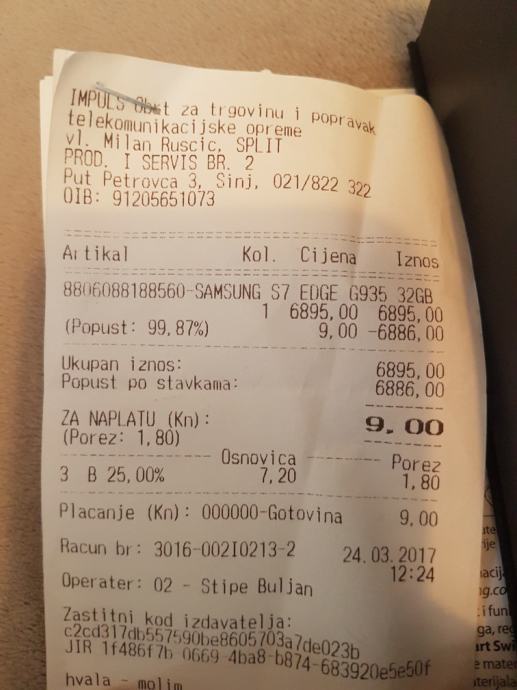 IMPULS Obrt za trgovinu i popravak
telekomunikacijske opreme
vl. Milan Ruscic, SPLIT
PROD. I SERVIS BR. 2
Put Petrovca 3, Sinj, 021/822 322
OIB: 91205651073
Artikal Kol. Cijena Iznos
8806088188560-SAMSUNG S7 EDGE G935 32GB
1 6895,00 6895,00
(Popust: 99,87%) 9,00 -6886,00
Ukupan iznos: 6895,00
Popust po stavkama: 6886,00
ZA NAPLATU (Kn): 9,00
(Porez: 1,80)
Osnovica Porez
3 B 25,00% 7,20 1,80
Placanje (Kn): 000000-Gotovina 9,00
Racun br: 3016-002I0213-2 24.03.2017
12:24
Operater: 02 - Stipe Buljan
Zastitni kod izdavatelja:
c2cd317db557590be8605703a7de023b
JIR 1f486f7b-0669-4ba8-b874-683920e5e50f
hvala - molim